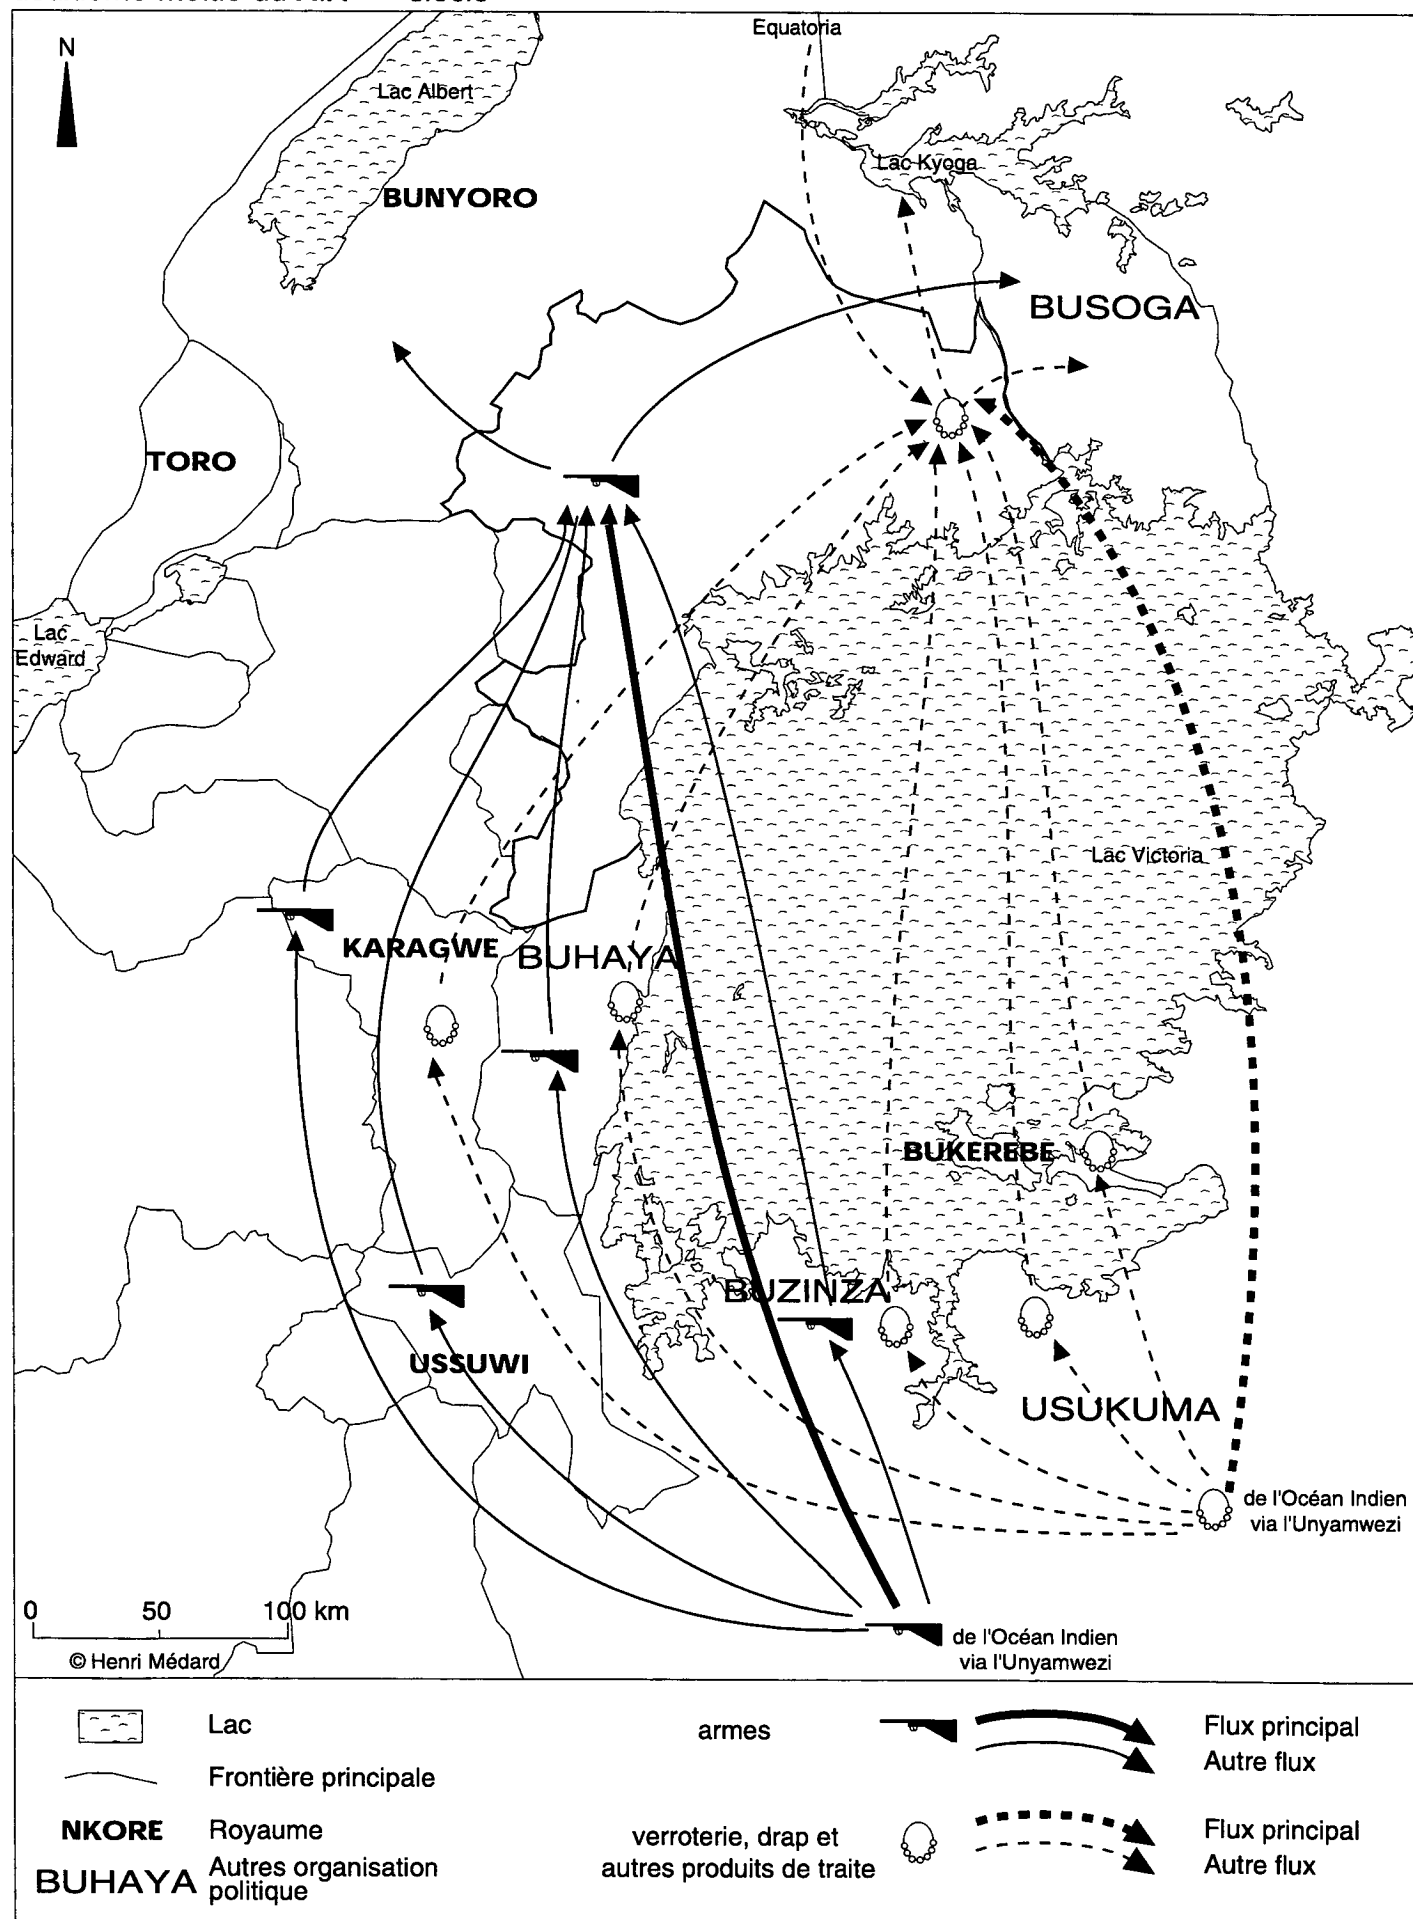 Equatoria
N
Lac Albert
Lac Kyoga
BUNYORO
BUSOGA
TORO
Lac
Edward
Lac Victoria
KARAGWE
BUHAYA
BUKEREBE
BUZINZA
USSUWI
USUKUMA
de l'Océan Indien
via l'Unyamwezi
0 50 100 km
de l'Océan Indien
via l'Unyamwezi
© Henri Médard
Lac
armes
Flux principal
Autre flux
Frontière principale
NKORE Royaume
verroterie, drap et
autres produits de traite
Flux principal
Autre flux
BUHAYA Autres organisation
politique